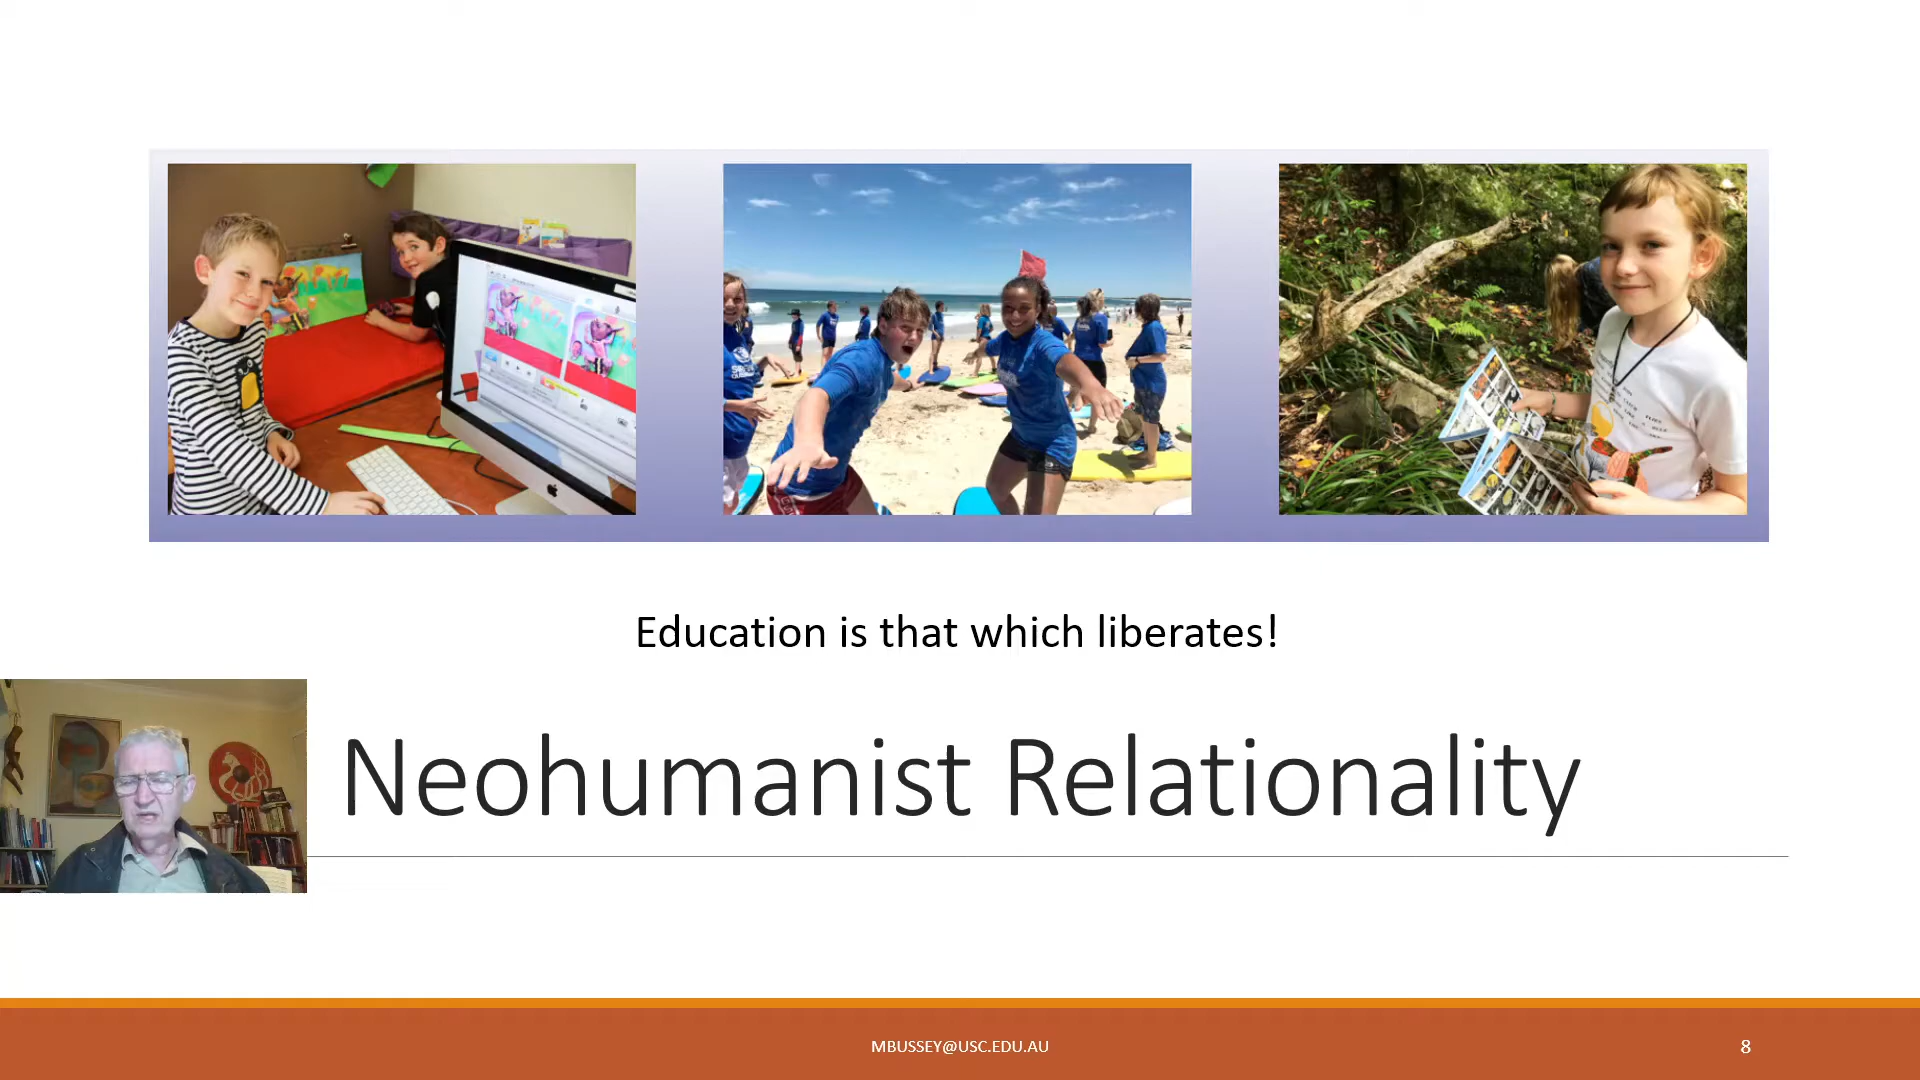 Education is that which liberates!
Neohumanist Relationality
MBUSSEY@USC.EDU.AU
8